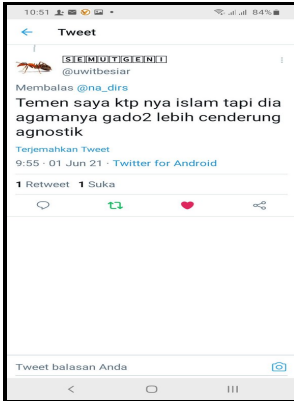 10:51
84%
Tweet
SEMUTGENI
@uwitbesiar
Membalas @na_dirs
Temen saya ktp nya islam tapi dia
agamanya gado2 lebih cenderung
agnostik
Terjemahkan Tweet
9:55 · 01 Jun 21 · Twitter for Android
1 Retweet 1 Suka
Tweet balasan Anda